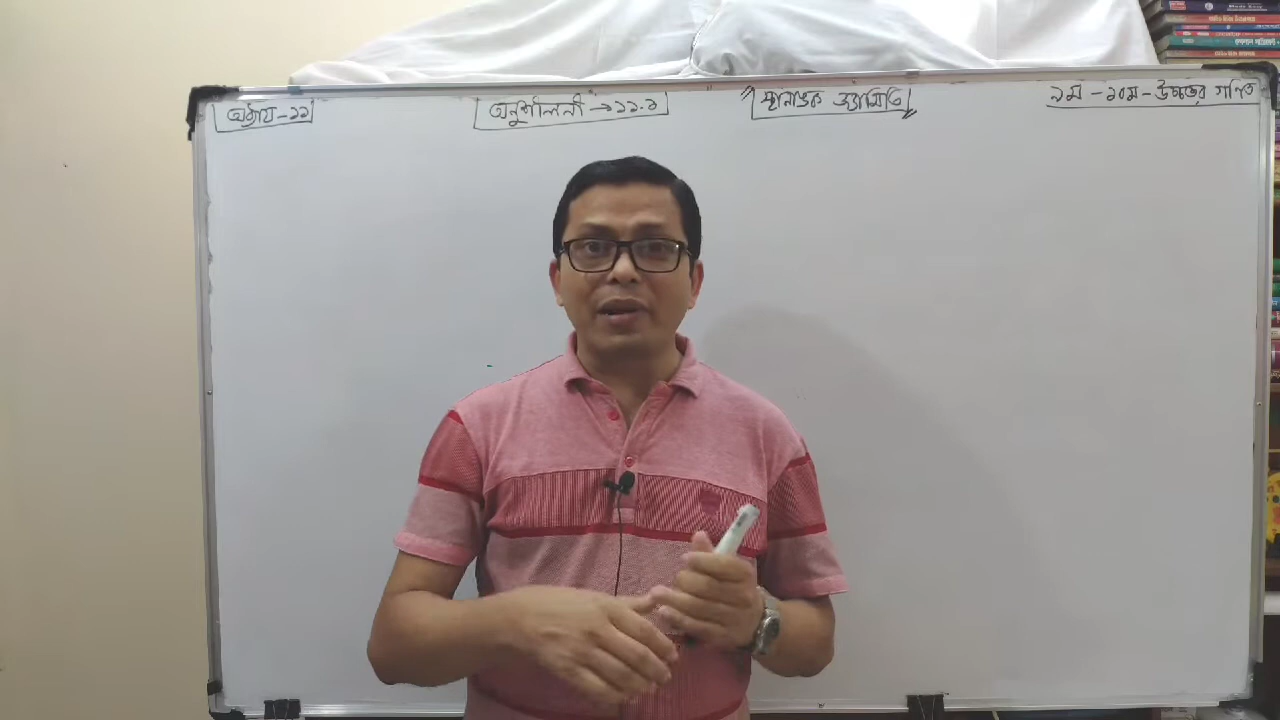 অধ্যায় - ১১
অনুশীলনী → ১১.১
"স্থানাঙ্ক জ্যামিতি"
৯ম - ১০ম - উচ্চতর গণিত